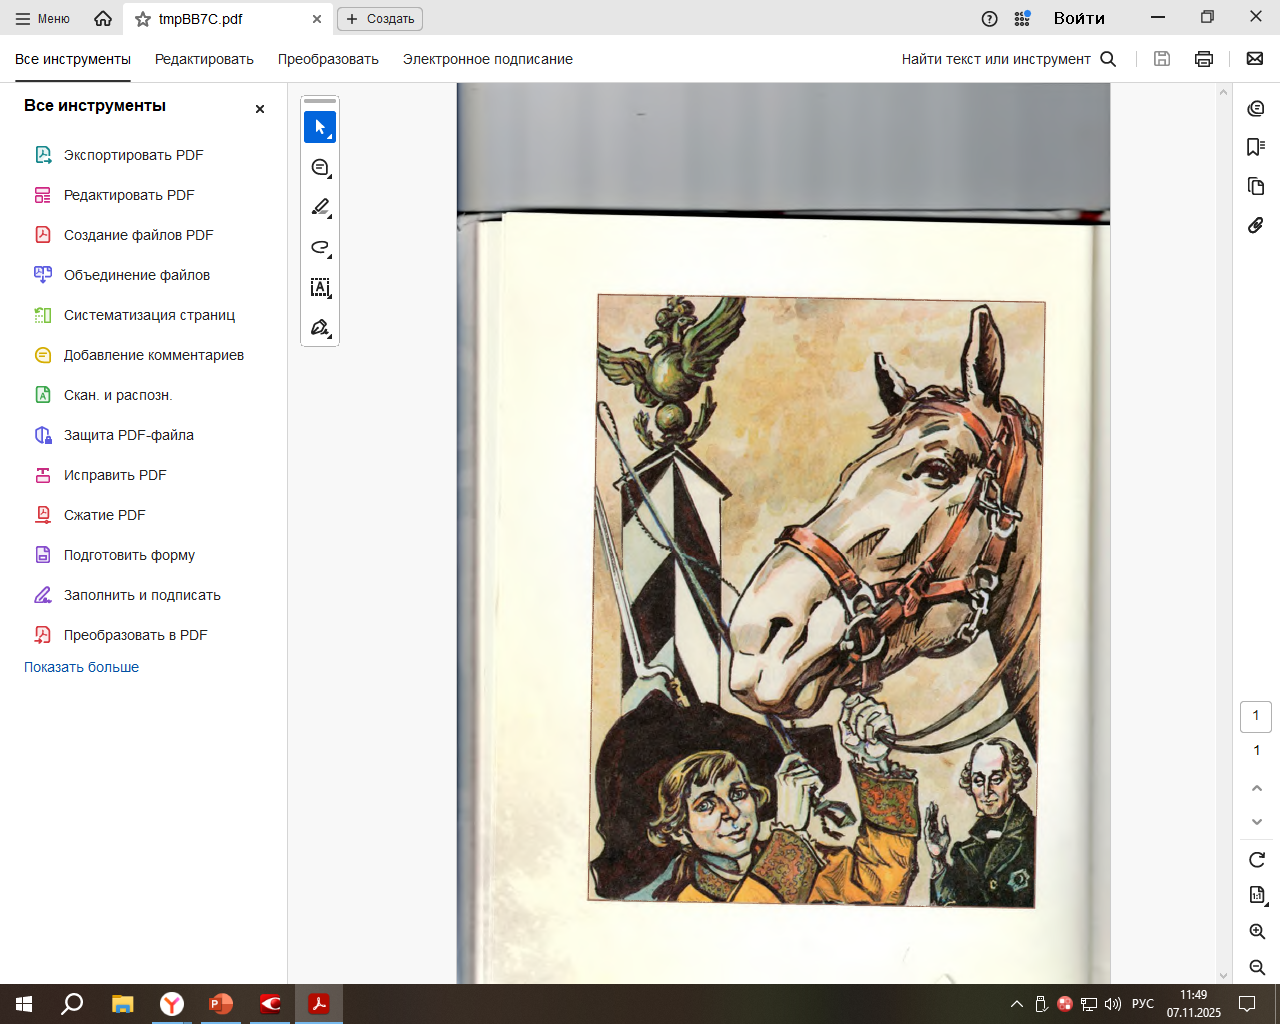 Меню
tmpBB7C.pdf
Создать
Войти
Все инструменты
Редактировать
Преобразовать
Электронное подписание
Найти текст или инструмент
Все инструменты
Экспортировать PDF
Редактировать PDF
Создание файлов PDF
Объединение файлов
Систематизация страниц
Добавление комментариев
Скан. и распозн.
Защита PDF-файла
Исправить PDF
Сжатие PDF
Подготовить форму
Заполнить и подписать
Преобразовать в PDF
Показать больше
1
1
РУС
11:49
07.11.2025